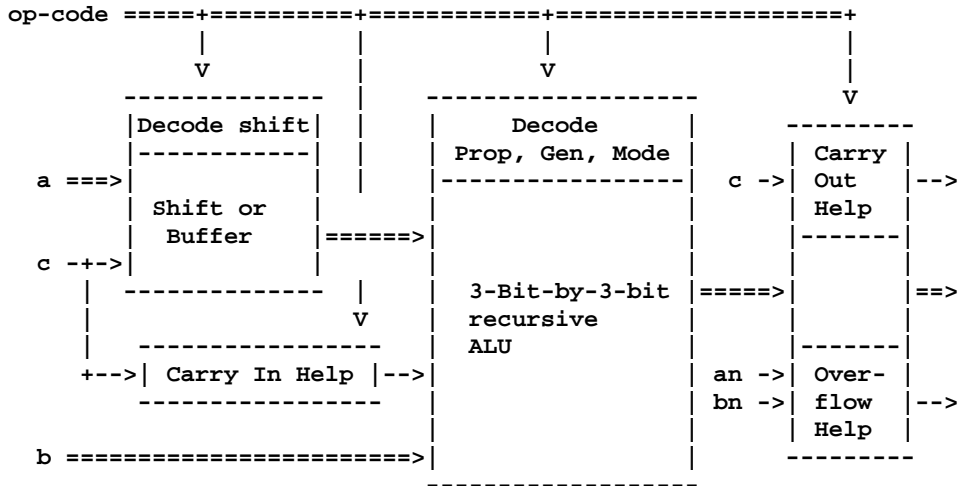 op-code =====+==========+============+====================+
| | | |
V | V |
-------------- | ------------------- V
|Decode shift| | | Decode | ---------
|------------| | | Prop, Gen, Mode | | Carry |
a ===>| | | |-----------------| c ->| Out |-->
| Shift or | | | | Help |
| Buffer |======>| | |-------|
c -+->| | | | | |
| -------------- | | 3-Bit-by-3-bit |=====>| |==>
| V | recursive | | |
| ----------------- | ALU | |-------|
+-->| Carry In Help |-->| | an ->| Over- |
----------------- | | bn ->| flow |-->
| | | Help |
b ========================>| | ---------
-------------------